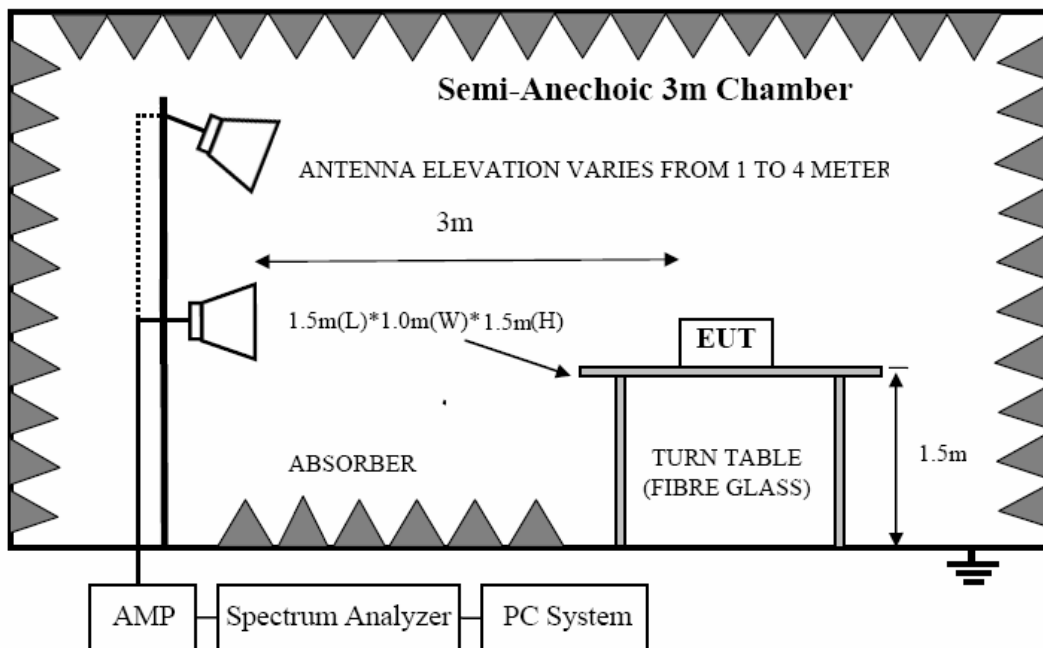 Semi-Anechoic 3m Chamber
ANTENNA ELEVATION VARIES FROM 1 TO 4 METER
3m
1.5m(L)*1.0m(W)*1.5m(H)
EUT
ABSORBER
TURN TABLE
(FIBRE GLASS)
1.5m
AMP
Spectrum Analyzer
PC System